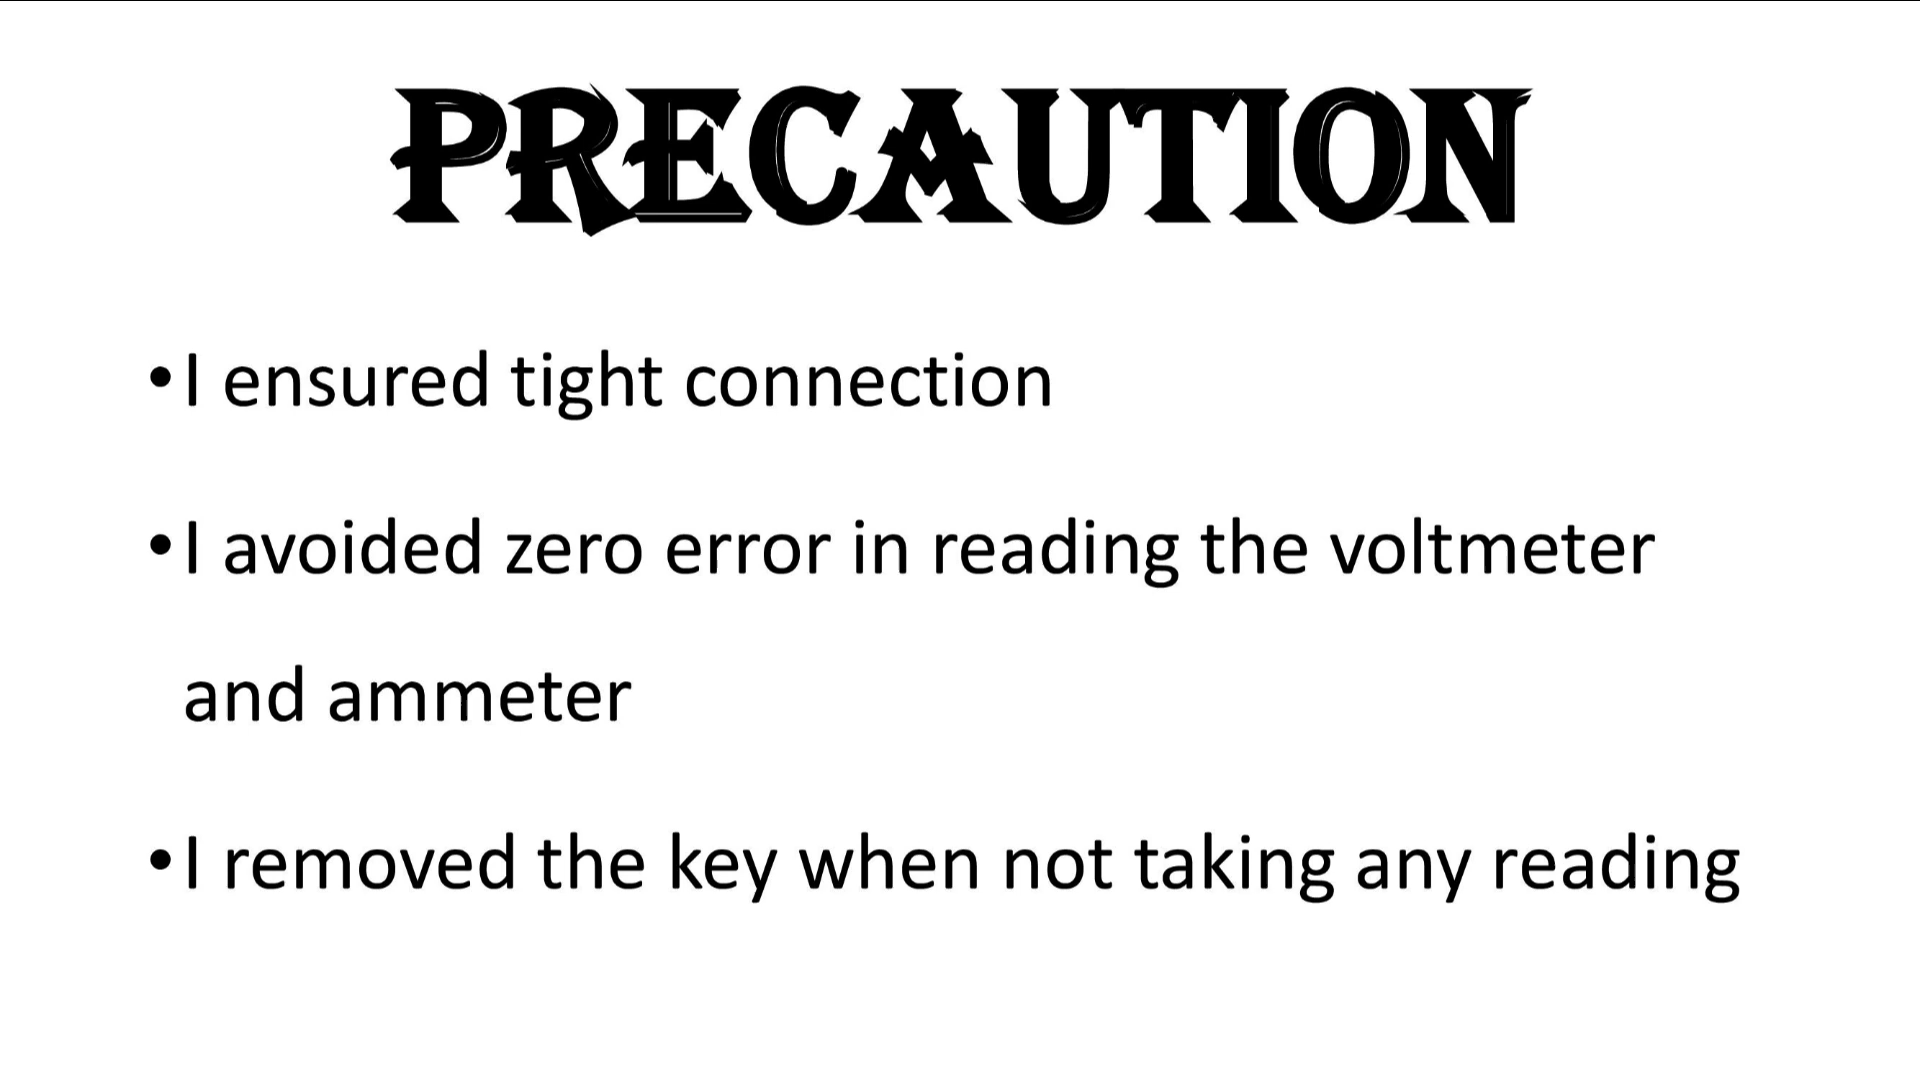 PRECAUTION
• I ensured tight connection
• I avoided zero error in reading the voltmeter
and ammeter
• I removed the key when not taking any reading